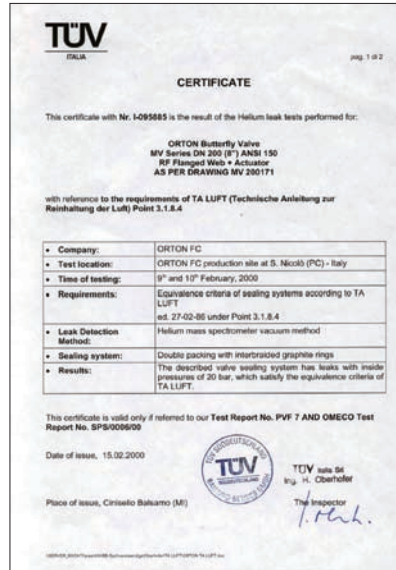 TÜV
ITALIA
pag. 1 di 2
CERTIFICATE
This certificate with Nr. I-095885 is the result of the Helium leak tests performed for:
ORTON Butterfly Valve
MV Series DN 200 (8") ANSI 150
RF Flanged Web + Actuator
AS PER DRAWING MV 200171
with reference to the requirements of TA LUFT (Technische Anleitung zur
Reinhaltung der Luft) Point 3.1.8.4
• Company: ORTON FC
• Test location: ORTON FC production site at S. Nicolò (PC) - Italy
• Time of testing: 9th and 10th February, 2000
• Requirements: Equivalence criteria of sealing systems according to TA
LUFT
ed. 27-02-86 under Point 3.1.8.4
• Leak Detection Helium mass spectrometer vacuum method
Method:
• Sealing system: Double packing with interbraided graphite rings
• Results: The described valve sealing system has leaks with inside
pressures of 20 bar, which satisfy the equivalence criteria of
TA LUFT.
This certificate is valid only if referred to our Test Report No. PVF 7 AND OMECO Test
Report No. SPS/0006/00
Date of issue, 15.02.2000
TÜV
TÜV Italia Srl
Ing. H. Oberhofer
Place of issue, Cinisello Balsamo (MI)
The Inspector